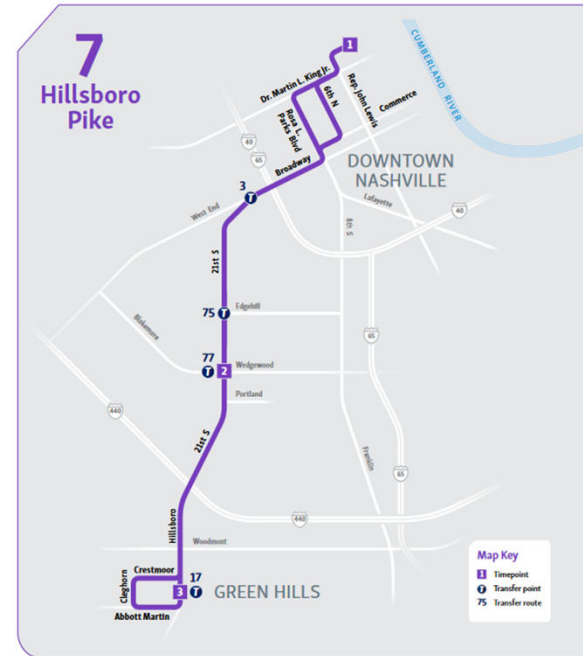 7
Hillsboro
Pike
1
Dr. Martin L. King Jr.
6th N
Rep. John Lewis
Commerce
Rosa L.
Parks Blvd
CUMBERLAND RIVER
40
65
Broadway
DOWNTOWN
NASHVILLE
3
T
West End
Lafayette
40
21st S
8th S
75
T
Edgehill
65
Blakemore
77
T
2
Wedgewood
Portland
440
21st S
Franklin
65
Hillsboro
440
Woodmont
Crestmoor
Cleghorn
17
3
T
GREEN HILLS
Abbott Martin
Map Key
1 Timepoint
T Transfer point
75 Transfer route